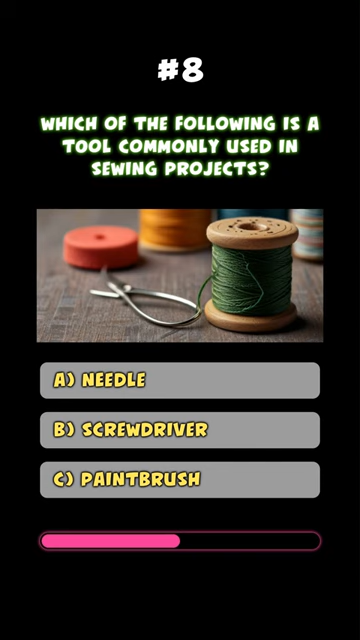 #8
WHICH OF THE FOLLOWING IS A
TOOL COMMONLY USED IN
SEWING PROJECTS?
A) NEEDLE
B) SCREWDRIVER
C) PAINTBRUSH